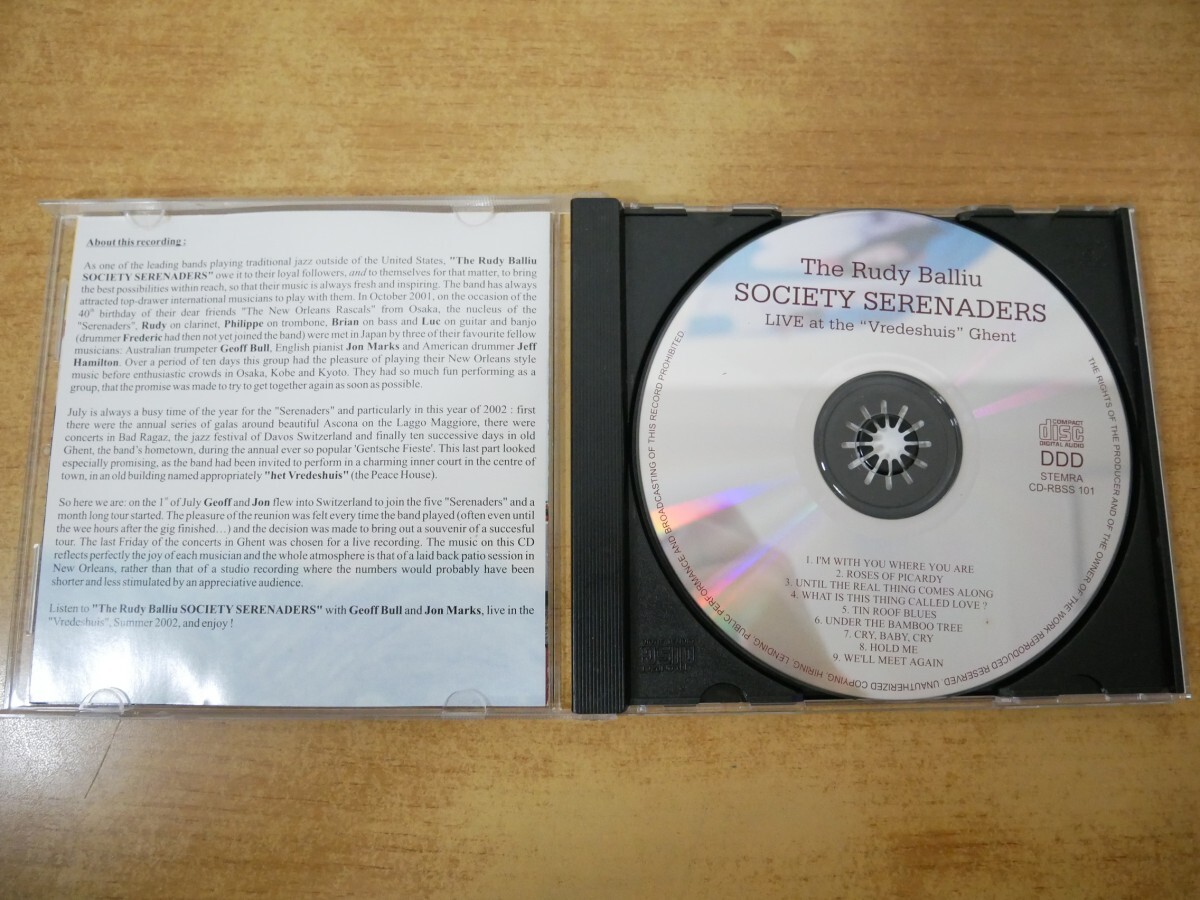 About this recording :
As one of the leading bands playing traditional jazz outside of the United States, "The Rudy Balliu
SOCIETY SERENADERS" owe it to their loyal followers, and to themselves for that matter, to bring
the best possibilities within reach, so that their music is always fresh and inspiring. The band has always
attracted top-drawer international musicians to play with them. In October 2001, on the occasion of the
40th birthday of their dear friends "The New Orleans Rascals" from Osaka, the nucleus of the
"Serenaders", Rudy on clarinet, Philippe on trombone, Brian on bass and Luc on guitar and banjo
(drummer Frederic had then not yet joined the band) were met in Japan by three of their favourite fellow
musicians: Australian trumpeter Geoff Bull, English pianist Jon Marks and American drummer Jeff
Hamilton. Over a period of ten days this group had the pleasure of playing their New Orleans style
music before enthusiastic crowds in Osaka, Kobe and Kyoto. They had so much fun performing as a
group, that the promise was made to try to get together again as soon as possible.
July is always a busy time of the year for the "Serenaders" and particularly in this year of 2002 : first
there were the annual series of galas around beautiful Ascona on the Laggo Maggiore, there were
concerts in Bad Ragaz, the jazz festival of Davos Switzerland and finally ten successive days in old
Ghent, the band's hometown, during the annual ever so popular 'Gentsche Fieste'. This last part looked
especially promising, as the band had been invited to perform in a charming inner court in the centre of
town, in an old building named appropriately "het Vredeshuis" (the Peace House).
So here we are: on the 1st of July Geoff and Jon flew into Switzerland to join the five "Serenaders" and a
month long tour started. The pleasure of the reunion was felt every time the band played (often even until
the wee hours after the gig finished...) and the decision was made to bring out a souvenir of a succesful
tour. The last Friday of the concerts in Ghent was chosen for a live recording. The music on this CD
reflects perfectly the joy of each musician and the whole atmosphere is that of a laid back patio session in
New Orleans, rather than that of a studio recording where the numbers would probably have been
shorter and less stimulated by an appreciative audience.
Listen to "The Rudy Balliu SOCIETY SERENADERS" with Geoff Bull and Jon Marks, live in the
"Vredeshuis", Summer 2002, and enjoy !
The Rudy Balliu
SOCIETY SERENADERS
LIVE at the "Vredeshuis" Ghent
COMPACT
disc
DIGITAL AUDIO
DDD
STEMRA
CD-RBSS 101
1. I'M WITH YOU WHERE YOU ARE
2. ROSES OF PICARDY
3. UNTIL THE REAL THING COMES ALONG
4. WHAT IS THIS THING CALLED LOVE ?
5. TIN ROOF BLUES
6. UNDER THE BAMBOO TREE
7. CRY, BABY, CRY
8. HOLD ME
9. WE'LL MEET AGAIN
THE RIGHTS OF THE PRODUCER AND OF THE OWNER OF THE WORK REPRODUCED RESERVED. UNAUTHORIZED COPYING, HIRING, LENDING, PUBLIC PERFORMANCE AND BROADCASTING OF THIS RECORD PROHIBITED.